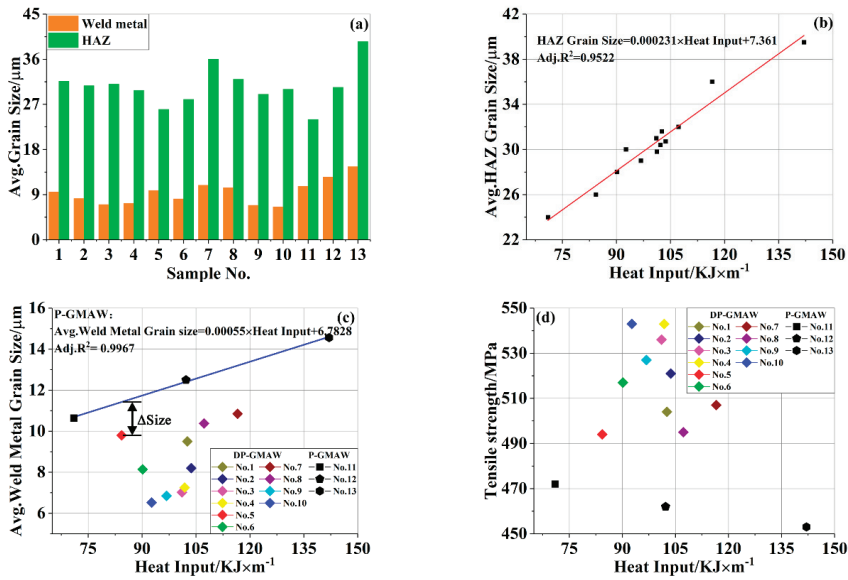 (a)
Weld metal
HAZ
Avg.Grain Size/μm
45
36
27
18
9
0
1 2 3 4 5 6 7 8 9 10 11 12 13
Sample No.
(b)
HAZ Grain Size=0.000231×Heat Input+7.361
Adj.R²=0.9522
Avg.HAZ Grain Size/μm
38
34
30
26
22
75 90 105 120 135 150
Heat Input/KJ×m⁻¹
(c)
P-GMAW:
Avg.Weld Metal Grain size=0.00055×Heat Input+6.7828
Adj.R²= 0.9967
Avg.Weld Metal Grain Size/μm
16
14
12
10
8
6
ΔSize
DP-GMAW P-GMAW
No.1 No.7 No.11
No.2 No.8 No.12
No.3 No.9 No.13
No.4 No.10
No.5
No.6
75 90 105 120 135 150
Heat Input/KJ×m⁻¹
(d)
Tensile strength/MPa
550
530
510
490
470
450
DP-GMAW P-GMAW
No.1 No.7 No.11
No.2 No.8 No.12
No.3 No.9 No.13
No.4 No.10
No.5
No.6
75 90 105 120 135 150
Heat Input/KJ×m⁻¹